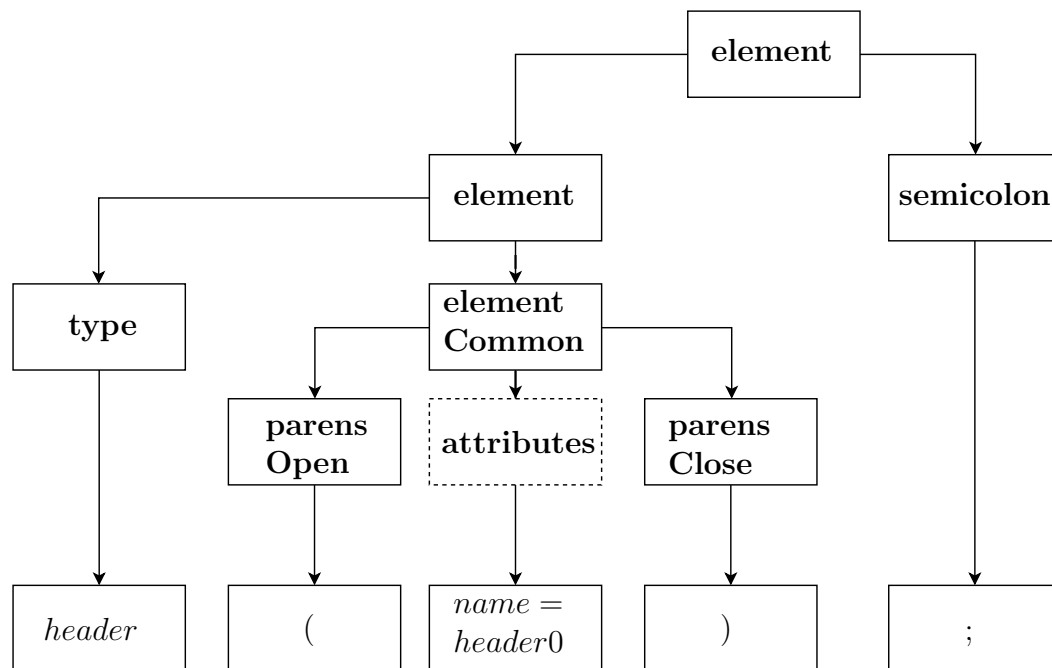 element
element
semicolon
type
element
Common
parens
Open
attributes
parens
Close
header
(
name =
header0
)
;